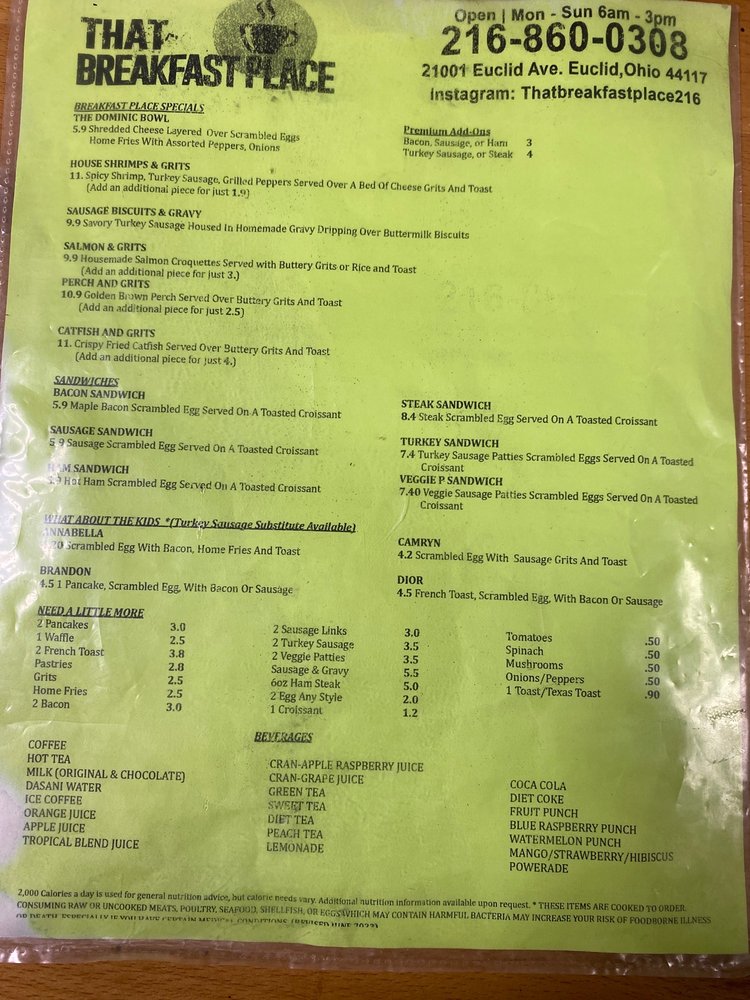 THAT
BREAKFAST PLACE
Open | Mon - Sun 6am - 3pm
216-860-0308
21001 Euclid Ave. Euclid,Ohio 44117
Instagram: Thatbreakfastplace216
BREAKFAST PLACE SPECIALS
THE DOMINIC BOWL
5.9 Shredded Cheese Layered Over Scrambled Eggs
Home Fries With Assorted Peppers, Onions
Premium Add-Ons
Bacon, Sausage, or Ham 3
Turkey Sausage, or Steak 4
HOUSE SHRIMPS & GRITS
11. Spicy Shrimp, Turkey Sausage, Grilled Peppers Served Over A Bed Of Cheese Grits And Toast
(Add an additional piece for just 1.9)
SAUSAGE BISCUITS & GRAVY
9.9 Savory Turkey Sausage Housed In Homemade Gravy Dripping Over Buttermilk Biscuits
SALMON & GRITS
9.9 Housemade Salmon Croquettes Served with Buttery Grits or Rice and Toast
(Add an additional piece for just 3.)
PERCH AND GRITS
10.9 Golden Brown Perch Served Over Buttery Grits And Toast
(Add an additional piece for just 2.5)
CATFISH AND GRITS
11. Crispy Fried Catfish Served Over Buttery Grits And Toast
(Add an additional piece for just 4.)
SANDWICHES
BACON SANDWICH
5.9 Maple Bacon Scrambled Egg Served On A Toasted Croissant
SAUSAGE SANDWICH
5.9 Sausage Scrambled Egg Served On A Toasted Croissant
HAM SANDWICH
Hot Ham Scrambled Egg Served On A Toasted Croissant
STEAK SANDWICH
8.4 Steak Scrambled Egg Served On A Toasted Croissant
TURKEY SANDWICH
7.4 Turkey Sausage Patties Scrambled Eggs Served On A Toasted
Croissant
VEGGIE P SANDWICH
7.40 Veggie Sausage Patties Scrambled Eggs Served On A Toasted
Croissant
WHAT ABOUT THE KIDS *(Turkey Sausage Substitute Available)
ANNABELLA
Scrambled Egg With Bacon, Home Fries And Toast
BRANDON
4.5 1 Pancake, Scrambled Egg, With Bacon Or Sausage
CAMRYN
4.2 Scrambled Egg With Sausage Grits And Toast
DIOR
4.5 French Toast, Scrambled Egg, With Bacon Or Sausage
NEED A LITTLE MORE
2 Pancakes 3.0
1 Waffle 2.5
2 French Toast 3.8
Pastries 2.8
Grits 2.5
Home Fries 2.5
2 Bacon 3.0
2 Sausage Links 3.0
2 Turkey Sausage 3.5
2 Veggie Patties 3.5
Sausage & Gravy 5.5
6oz Ham Steak 5.0
2 Egg Any Style 2.0
1 Croissant 1.2
Tomatoes .50
Spinach .50
Mushrooms .50
Onions/Peppers .50
1 Toast/Texas Toast .90
BEVERAGES
COFFEE
HOT TEA
MILK (ORIGINAL & CHOCOLATE)
DASANI WATER
ICE COFFEE
ORANGE JUICE
APPLE JUICE
TROPICAL BLEND JUICE
CRAN-APPLE RASPBERRY JUICE
CRAN-GRAPE JUICE
GREEN TEA
SWEET TEA
DIET TEA
PEACH TEA
LEMONADE
COCA COLA
DIET COKE
FRUIT PUNCH
BLUE RASPBERRY PUNCH
WATERMELON PUNCH
MANGO/STRAWBERRY/HIBISCUS
POWERADE
2,000 Calories a day is used for general nutrition advice, but calorie needs vary. Additional nutrition information available upon request. * THESE ITEMS ARE COOKED TO ORDER.
CONSUMING RAW OR UNCOOKED MEATS, POULTRY, SEAFOOD, SHELLFISH, OR EGGS WHICH MAY CONTAIN HARMFUL BACTERIA MAY INCREASE YOUR RISK OF FOODBORNE ILLNESS
OR DEATH, ESPECIALLY IF YOU HAVE CERTAIN MEDICAL CONDITIONS.